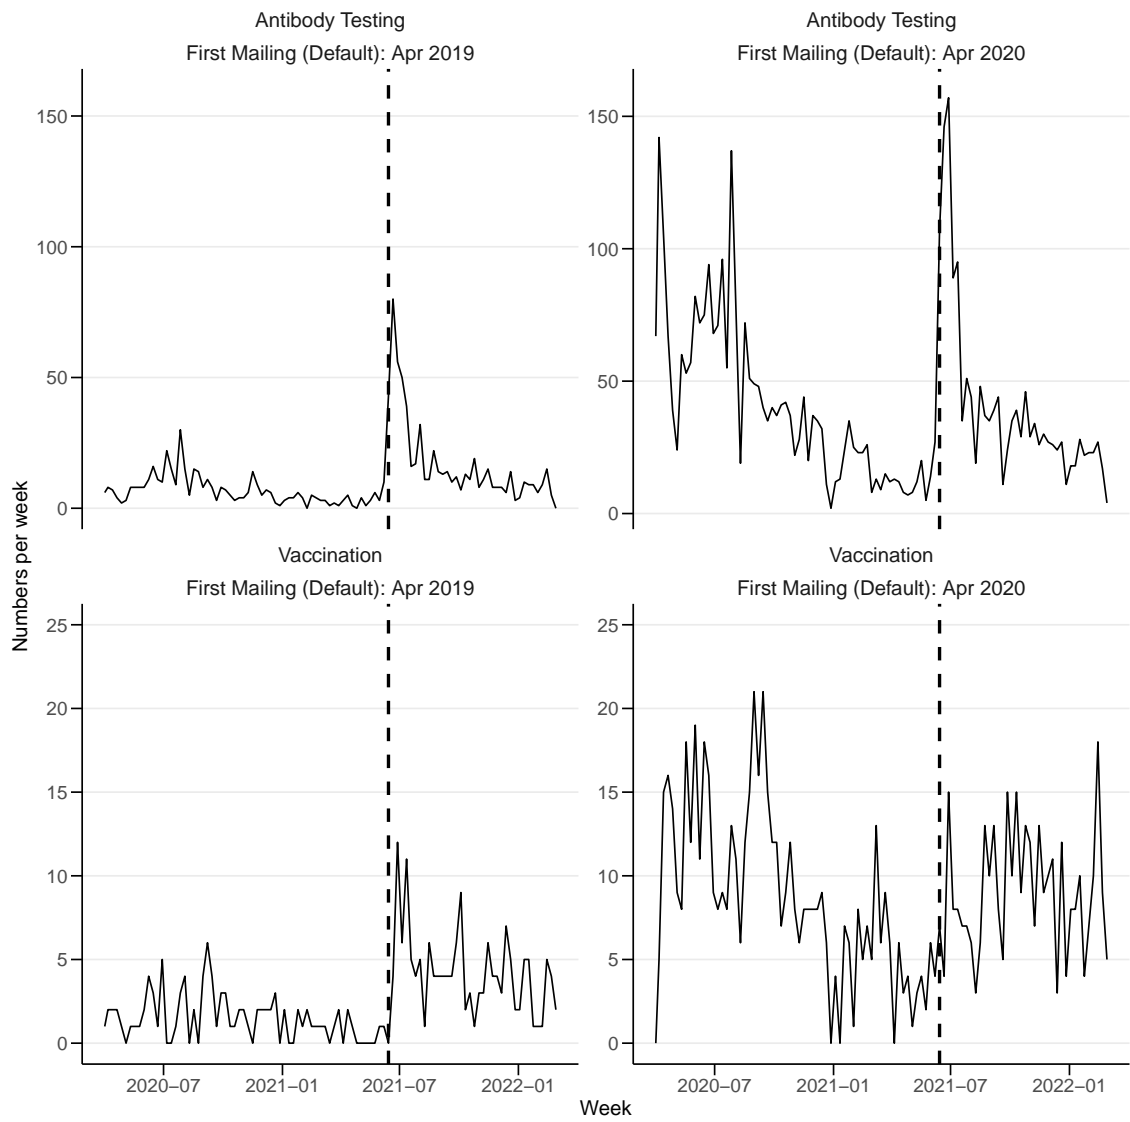 Antibody Testing
First Mailing (Default): Apr 2019
150
100
50
0
Antibody Testing
First Mailing (Default): Apr 2020
150
100
50
0
Numbers per week
Vaccination
First Mailing (Default): Apr 2019
25
20
15
10
5
0
2020–07 2021–01 2021–07 2022–01
Vaccination
First Mailing (Default): Apr 2020
25
20
15
10
5
0
2020–07 2021–01 2021–07 2022–01
Week